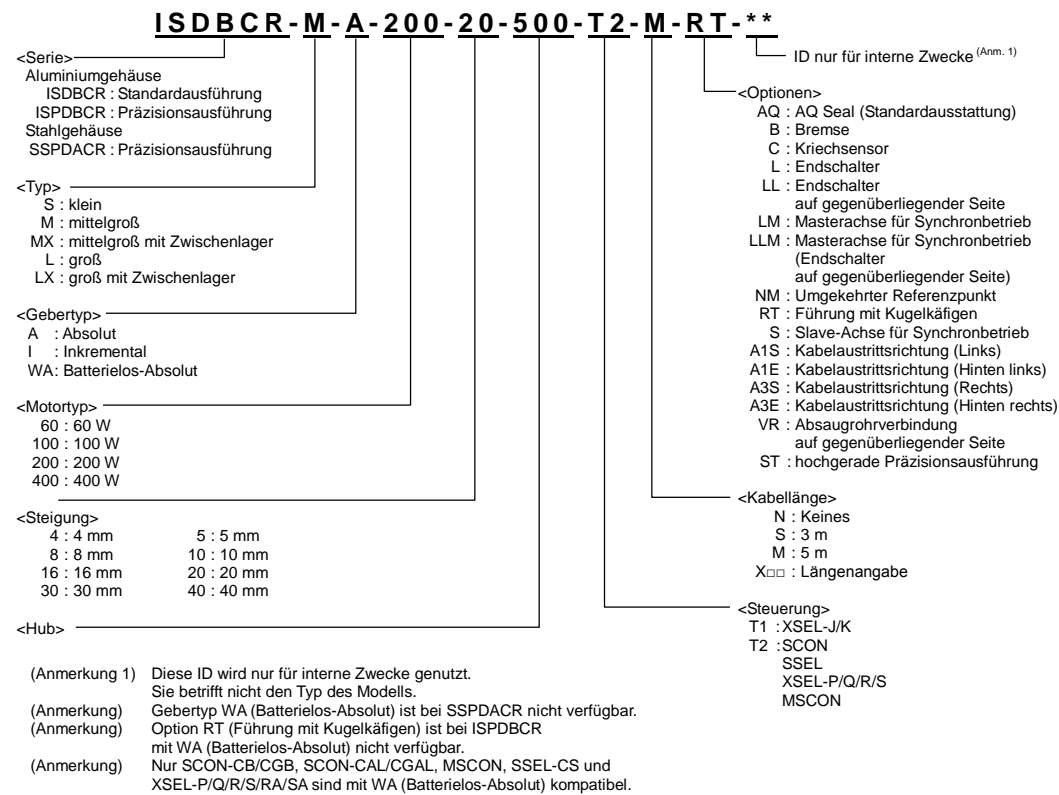 ISDBCR-M-A-200-20-500-T2-M-RT-**
<Serie>
Aluminiumgehäuse
ISDBCR : Standardausführung
ISPDBCR : Präzisionsausführung
Stahlgehäuse
SSPDACR : Präzisionsausführung
<Typ>
S : klein
M : mittelgroß
MX : mittelgroß mit Zwischenlager
L : groß
LX : groß mit Zwischenlager
<Gebertyp>
A : Absolut
I : Inkremental
WA: Batterielos-Absolut
<Motortyp>
60 : 60 W
100 : 100 W
200 : 200 W
400 : 400 W
<Steigung>
4 : 4 mm 5 : 5 mm
8 : 8 mm 10 : 10 mm
16 : 16 mm 20 : 20 mm
30 : 30 mm 40 : 40 mm
<Hub>
ID nur für interne Zwecke (Anm. 1)
<Optionen>
AQ : AQ Seal (Standardausstattung)
B : Bremse
C : Kriechsensor
L : Endschalter
LL : Endschalter
auf gegenüberliegender Seite
LM : Masterachse für Synchronbetrieb
LLM : Masterachse für Synchronbetrieb
(Endschalter
auf gegenüberliegender Seite)
NM : Umgekehrter Referenzpunkt
RT : Führung mit Kugelkäfigen
S : Slave-Achse für Synchronbetrieb
A1S : Kabelaustrittsrichtung (Links)
A1E : Kabelaustrittsrichtung (Hinten links)
A3S : Kabelaustrittsrichtung (Rechts)
A3E : Kabelaustrittsrichtung (Hinten rechts)
VR : Absaugrohrverbindung
auf gegenüberliegender Seite
ST : hochgerade Präzisionsausführung
<Kabellänge>
N : Keines
S : 3 m
M : 5 m
X□□ : Längenangabe
<Steuerung>
T1 :XSEL-J/K
T2 :SCON
SSEL
XSEL-P/Q/R/S
MSCON
(Anmerkung 1) Diese ID wird nur für interne Zwecke genutzt.
Sie betrifft nicht den Typ des Modells.
(Anmerkung) Gebertyp WA (Batterielos-Absolut) ist bei SSPDACR nicht verfügbar.
(Anmerkung) Option RT (Führung mit Kugelkäfigen) ist bei ISPDBCR
mit WA (Batterielos-Absolut) nicht verfügbar.
(Anmerkung) Nur SCON-CB/CGB, SCON-CAL/CGAL, MSCON, SSEL-CS und
XSEL-P/Q/R/S/RA/SA sind mit WA (Batterielos-Absolut) kompatibel.